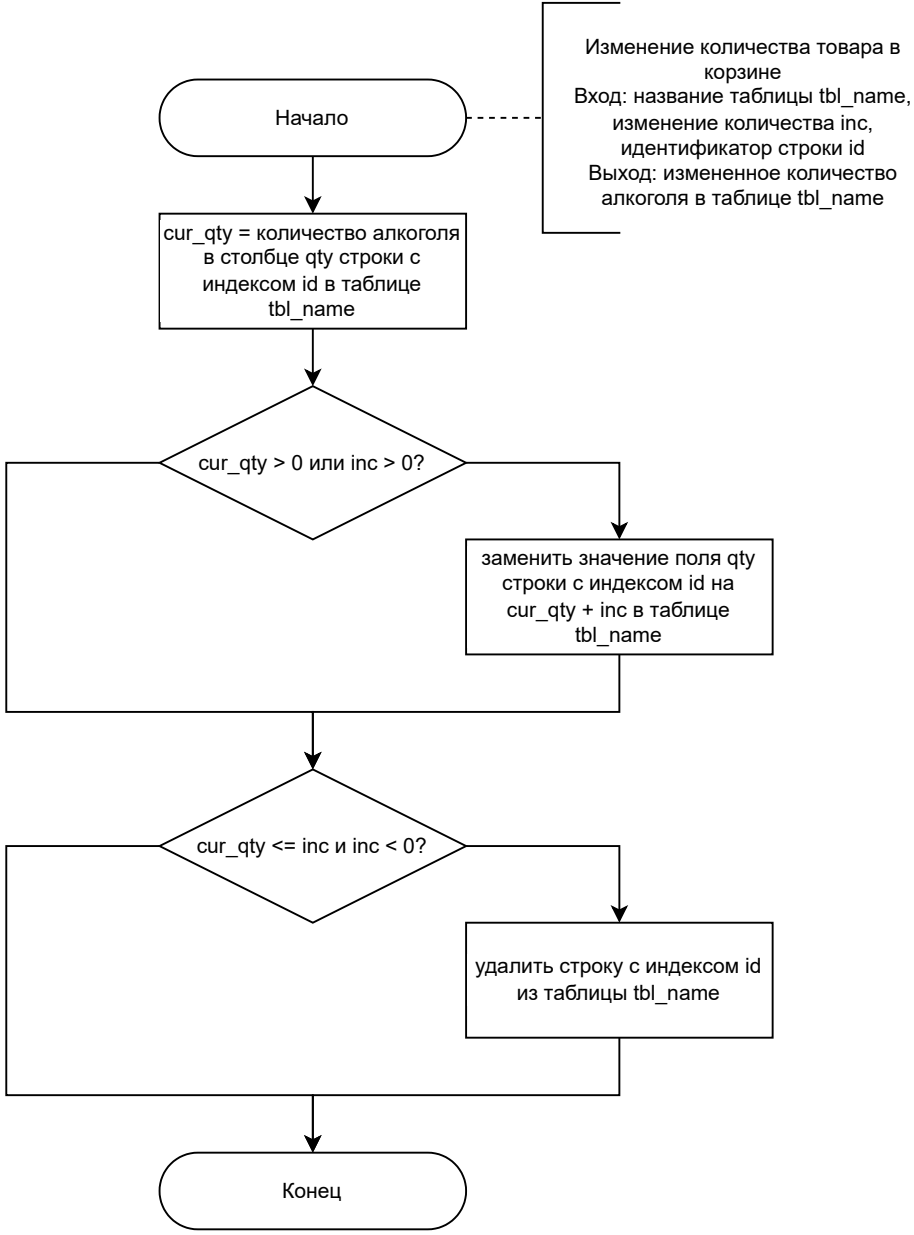 Начало
Изменение количества товара в
корзине
Вход: название таблицы tbl_name,
изменение количества inc,
идентификатор строки id
Выход: измененное количество
алкоголя в таблице tbl_name
cur_qty = количество алкоголя
в столбце qty строки с
индексом id в таблице
tbl_name
cur_qty > 0 или inc > 0?
заменить значение поля qty
строки с индексом id на
cur_qty + inc в таблице
tbl_name
cur_qty <= inc и inc < 0?
удалить строку с индексом id
из таблицы tbl_name
Конец